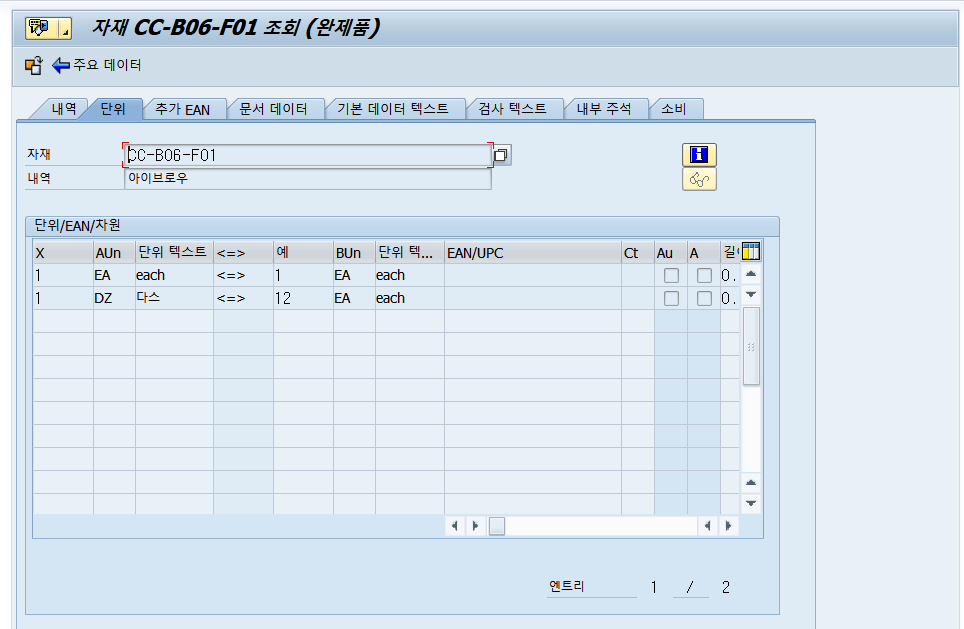 자재 CC-B06-F01 조회 (완제품)
주요 데이터
내역 단위 추가 EAN 문서 데이터 기본 데이터 텍스트 검사 텍스트 내부 주석 소비
자재 CC-B06-F01
내역 아이브로우
단위/EAN/차원
X AUn 단위 텍스트 <=> 예 BUn 단위 텍... EAN/UPC Ct Au A
1 EA each <=> 1 EA each 0.
1 DZ 다스 <=> 12 EA each 0.
엔트리 1 / 2